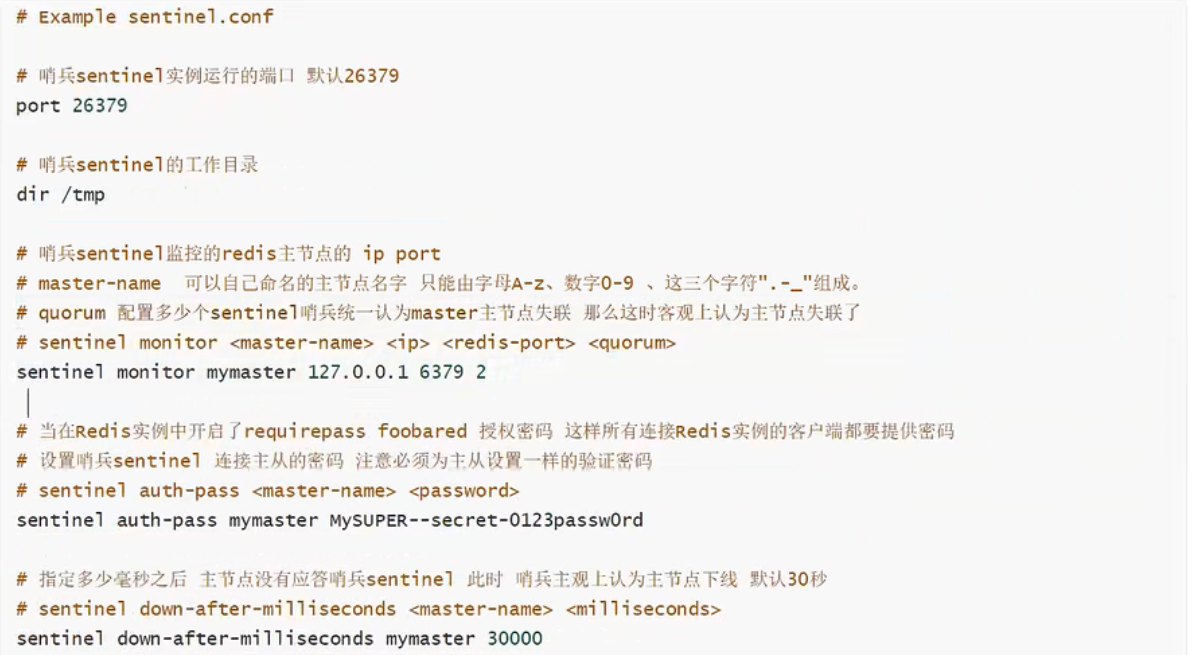 # Example sentinel.conf
# 哨兵sentinel实例运行的端口 默认26379
port 26379
# 哨兵sentinel的工作目录
dir /tmp
# 哨兵sentinel监控的redis主节点的 ip port
# master-name 可以自己命名的主节点名字 只能由字母A-z、数字0-9 、这三个字符".-_"组成。
# quorum 配置多少个sentinel哨兵统一认为master主节点失联 那么这时客观上认为主节点失联了
# sentinel monitor <master-name> <ip> <redis-port> <quorum>
sentinel monitor mymaster 127.0.0.1 6379 2
# 当在Redis实例中开启了requirepass foobared 授权密码 这样所有连接Redis实例的客户端都要提供密码
# 设置哨兵sentinel 连接主从的密码 注意必须为主从设置一样的验证密码
# sentinel auth-pass <master-name> <password>
sentinel auth-pass mymaster MySUPER--secret-0123passw0rd
# 指定多少毫秒之后 主节点没有应答哨兵sentinel 此时 哨兵主观上认为主节点下线 默认30秒
# sentinel down-after-milliseconds <master-name> <milliseconds>
sentinel down-after-milliseconds mymaster 30000